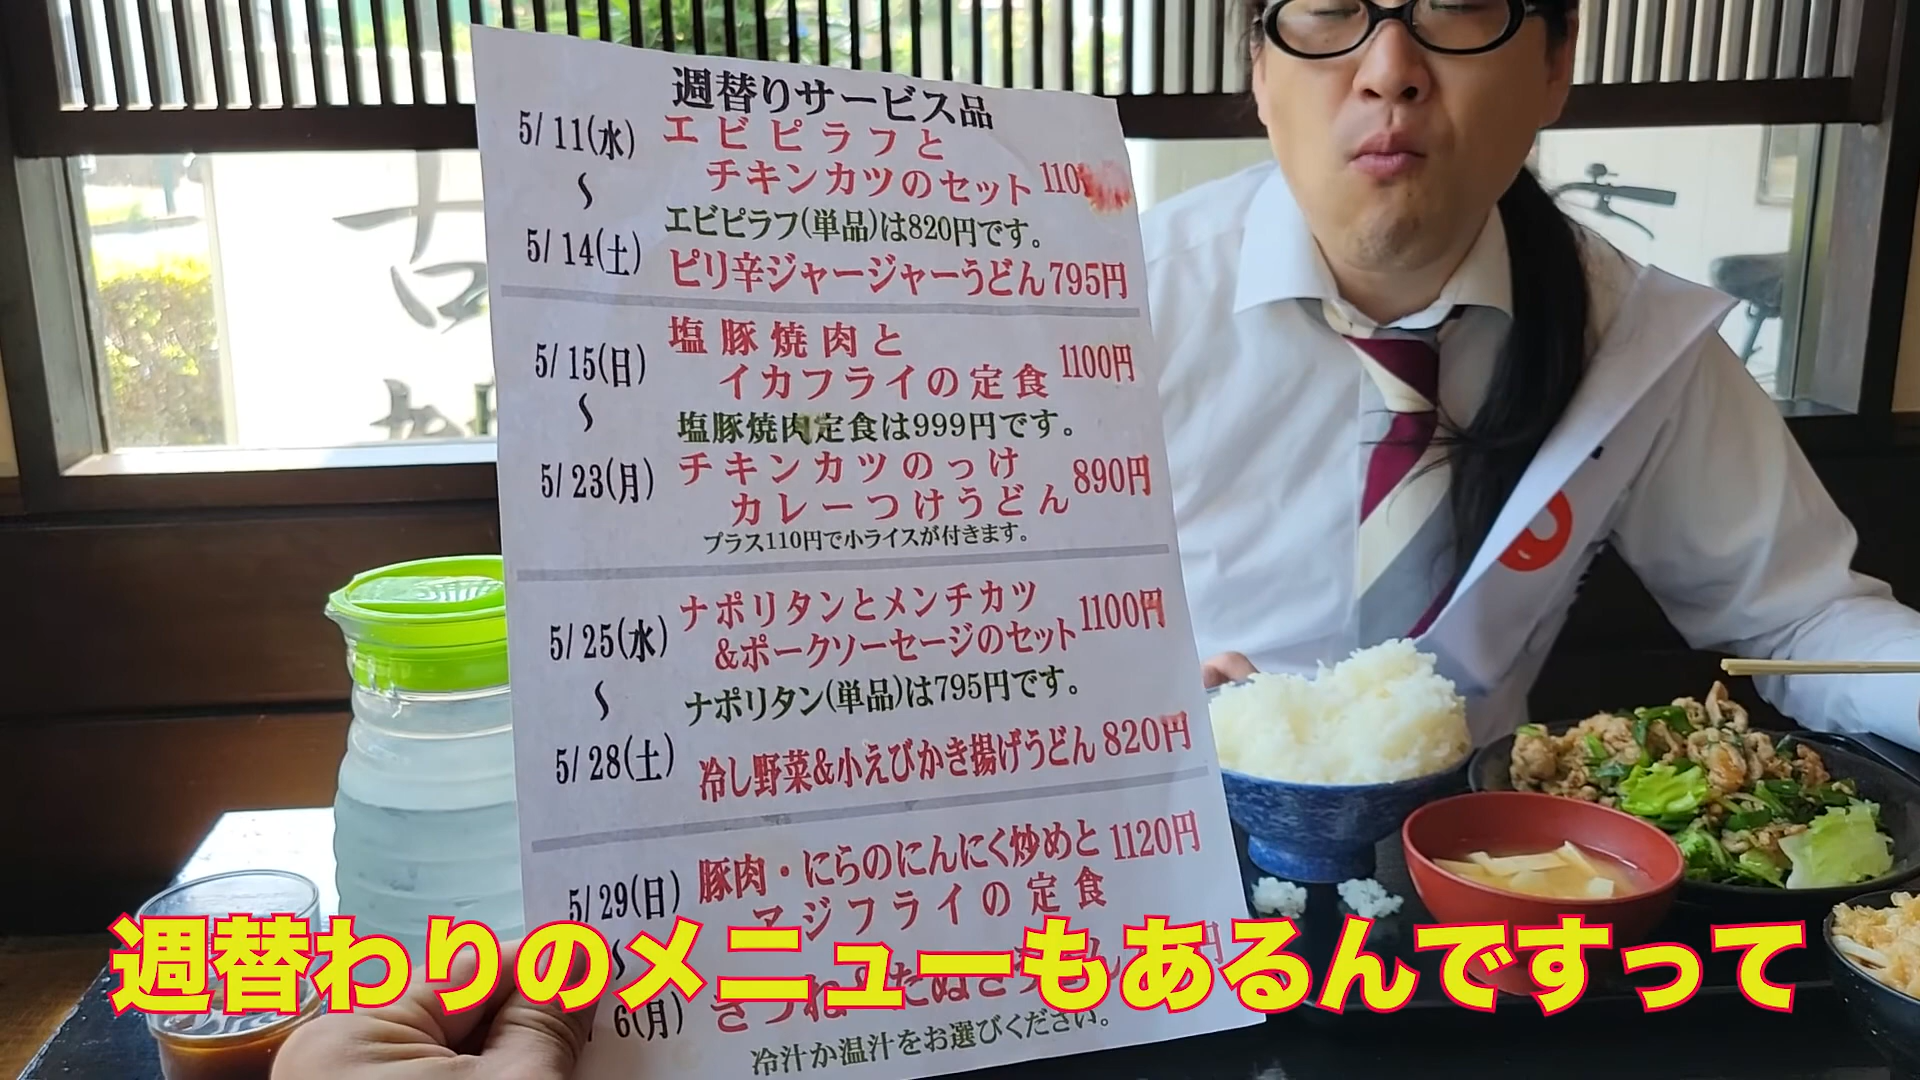 週替りサービス品
5/11(水)
～
5/14(土)
エビピラフと
チキンカツのセット 110
エビピラフ(単品)は820円です。
ピリ辛ジャージャーうどん795円
5/15(日)
～
5/23(月)
塩豚焼肉と
イカフライの定食 1100円
塩豚焼肉定食は999円です。
チキンカツのっけ
カレーつけうどん 890円
プラス110円で小ライスが付きます。
5/25(水)
～
5/28(土)
ナポリタンとメンチカツ
&ポークソーセージのセット 1100円
ナポリタン(単品)は795円です。
冷し野菜&小えびかき揚げうどん 820円
5/29(日)
～
6(月)
豚肉・にらのにんにく炒めと 1120円
アジフライの定食
冷汁か温汁をお選びください。
週替わりのメニューもあるんですって